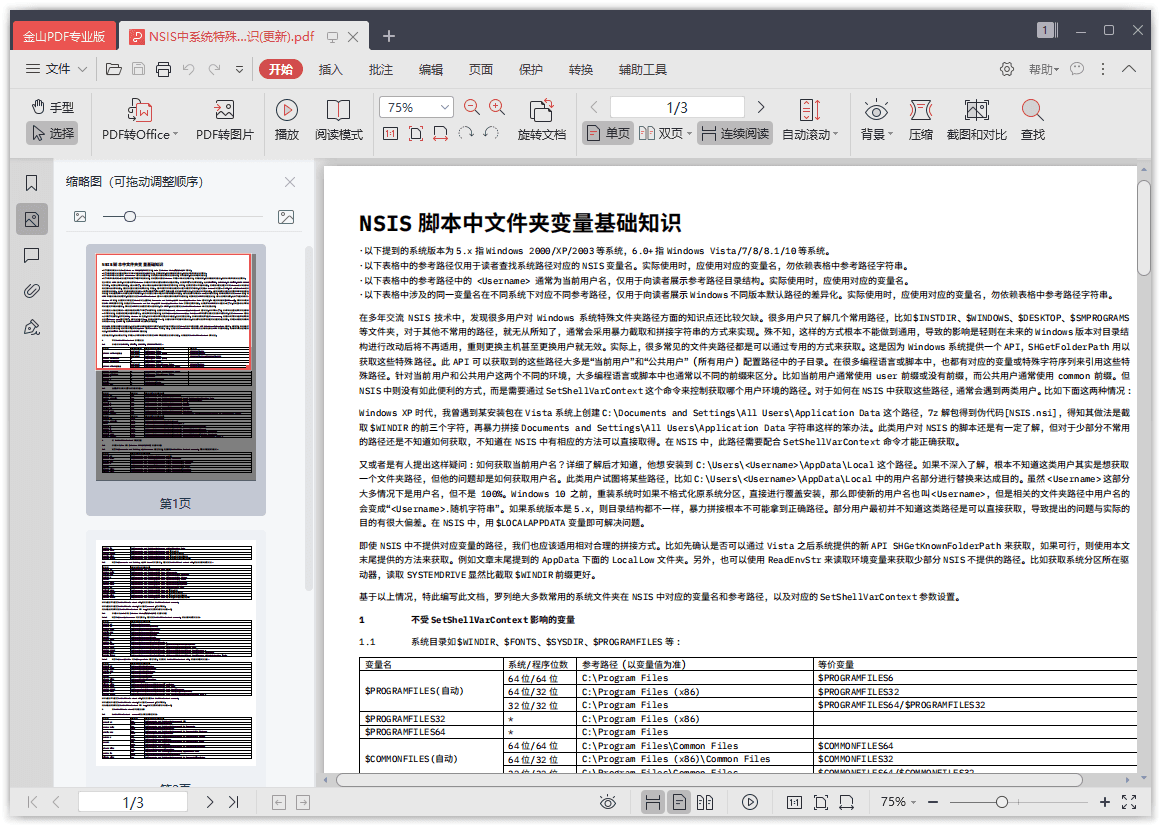 金山PDF专业版
NSIS中系统特殊...识(更新).pdf
1
文件
开始 插入 批注 编辑 页面 保护 转换 辅助工具
帮助
手型
选择
PDF转Office
PDF转图片
播放
阅读模式
75%
1:1
旋转文档
1/3
单页 双页 连续阅读
自动滚动
背景
压缩
截图和对比
查找
缩略图（可拖动调整顺序）
第1页
NSIS 脚本中文件夹变量基础知识
·以下提到的系统版本为 5.x 指 Windows 2000/XP/2003 等系统，6.0+ 指 Windows Vista/7/8/8.1/10 等系统。
·以下表格中的参考路径仅用于读者查找系统路径对应的 NSIS 变量名。实际使用时，应使用对应的变量名，勿依赖表格中参考路径字符串。
·以下表格中的参考路径中的 <Username> 通常为当前用户名，仅用于向读者展示参考路径目录结构。实际使用时，应使用对应的变量。
·以下表格中涉及的同一变量名在不同系统下对应不同参考路径，仅用于向读者展示 Windows 不同版本默认路径的差异化。实际使用时，应使用对应的变量名，勿依赖表格中参考路径字符串。
在多年交流 NSIS 技术中，发现很多用户对 Windows 系统特殊文件夹路径方面的知识点还比较欠缺。很多用户只了解几个常用的路径，比如$INSTDIR、$WINDOWS、$DESKTOP、$SMPROGRAMS
等文件夹，对于其他不常用的路径，就无从所知了，通常会采用暴力截取和拼接字符串的方式来实现。殊不知，这样的方式根本不能做到通用，导致的影响是轻则在未来的 Windows 版本对目录结
构进行改动后将不再适用，重则更换主机甚至更换用户就无效。实际上，很多常见的文件夹路径都是可以通过专用的方式来获取。这是因为 Windows 系统提供一个 API, SHGetFolderPath 用以
获取这些特殊路径。此 API 可以获取到的这些路径大多是“当前用户”和“公共用户”（所有用户）配置路径中的子目录。在很多编程语言或脚本中，也都有对应的变量或特殊字符序列来引用这些特
殊路径。针对当前用户和公共用户这两个不同的环境，大多编程语言或脚本中也通常以不同的前缀来区分。比如当前用户通常使用 user 前缀或没有前缀，而公共用户通常使用 common 前缀。但
NSIS 中则没有如此便利的方式，而是需要通过 SetShellVarContext 这个命令来控制获取哪个用户环境的路径。对于如何在 NSIS 中获取这些路径，通常会遇到两类用户。比如下面这两种情况：
Windows XP 时代，我曾遇到某安装包在 Vista 系统上创建 C:\Documents and Settings\All Users\Application Data 这个路径，7z 解包得到伪代码[NSIS.nsi]，得知其做法是截
取 $WINDIR 的前三个字符，再暴力拼接 Documents and Settings\All Users\Application Data 字符串这样的笨办法。此类用户对 NSIS 的脚本还是有一定了解，但对于少部分不常用
的路径还是不知道如何获取，不知道在 NSIS 中有相应的方法可以直接取得。在 NSIS 中，此路径需要配合 SetShellVarContext 命令才能正确获取。
又或者是有人提出这样疑问：如何获取当前用户名？详细了解后才知道，他想安装到 C:\Users\<Username>\AppData\Local 这个路径。如果不深入了解，根本不知道这类用户其实是想获取
一个文件夹路径，但他的问题却是如何获取用户名。此类用户试图将某些路径，比如 C:\Users\<Username>\AppData\Local 中的用户名部分进行替换来达成目的。虽然 <Username> 这部分
大多情况下是用户名，但不是 100%。Windows 10 之前，重装系统时如果不格式化原系统分区，直接进行覆盖安装，那么即使新的用户名也叫 <Username>，但是相关的文件夹路径中用户名的
会变成“<Username>.随机字符串”。如果系统版本是 5.x，则目录结构都不一样，暴力拼接根本不可能拿到正确路径。部分用户最初并不知道这类路径是可以直接获取，导致提出的问题与实际的
目的有很大偏差。在 NSIS 中，用 $LOCALAPPDATA 变量即可解决问题。
即使 NSIS 中不提供对应变量的路径，我们也应该适用相对合理的拼接方式。比如先确认是否可以通过 Vista 之后系统提供的新 API SHGetKnownFolderPath 来获取，如果可行，则使用本文
末尾提供的方法来获取。例如文章末尾提到的 AppData 下面的 LocalLow 文件夹。另外，也可以使用 ReadEnvStr 来读取环境变量来获取少部分 NSIS 不提供的路径。比如获取系统分区所在驱
动器，读取 SYSTEMDRIVE 显然比截取 $WINDIR 前缀更好。
基于以上情况，特此编写此文档，罗列绝大多数常用的系统文件夹在 NSIS 中对应的变量名和参考路径，以及对应的 SetShellVarContext 参数设置。
1 不受 SetShellVarContext 影响的变量
1.1 系统目录如$WINDIR、$FONTS、$SYSDIR、$PROGRAMFILES 等：
变量名 系统/程序位数 参考路径（以变量值为准） 等价变量
$PROGRAMFILES(自动) 64 位/64 位 C:\Program Files $PROGRAMFILES6
64 位/32 位 C:\Program Files (x86) $PROGRAMFILES32
32 位/32 位 C:\Program Files $PROGRAMFILES64/$PROGRAMFILES32
$PROGRAMFILES32 * C:\Program Files (x86)
$PROGRAMFILES64 * C:\Program Files
$COMMONFILES(自动) 64 位/64 位 C:\Program Files\Common Files $COMMONFILES64
64 位/32 位 C:\Program Files (x86)\Common Files $COMMONFILES32
32 位/32 位 C:\Program Files\Common Files $COMMONFILES64/$COMMONFILES32
1/3
1:1
75%